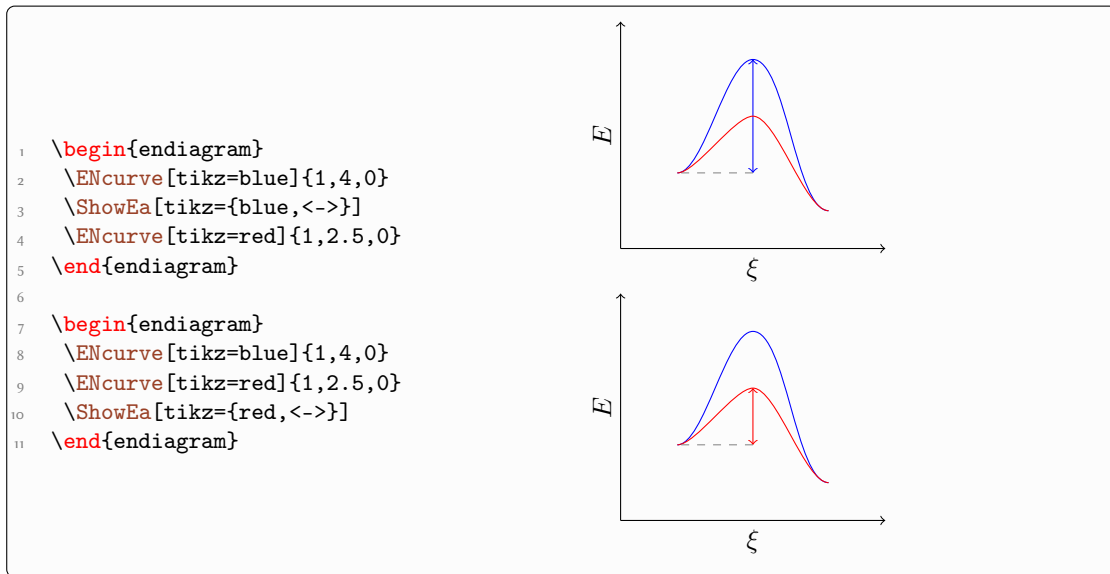 1 \begin{endiagram}
2 \ENcurve[tikz=blue]{1,4,0}
3 \ShowEa[tikz={blue,<->}]
4 \ENcurve[tikz=red]{1,2.5,0}
5 \end{endiagram}
6
7 \begin{endiagram}
8 \ENcurve[tikz=blue]{1,4,0}
9 \ENcurve[tikz=red]{1,2.5,0}
10 \ShowEa[tikz={red,<->}]
11 \end{endiagram}
E
ξ
E
ξ